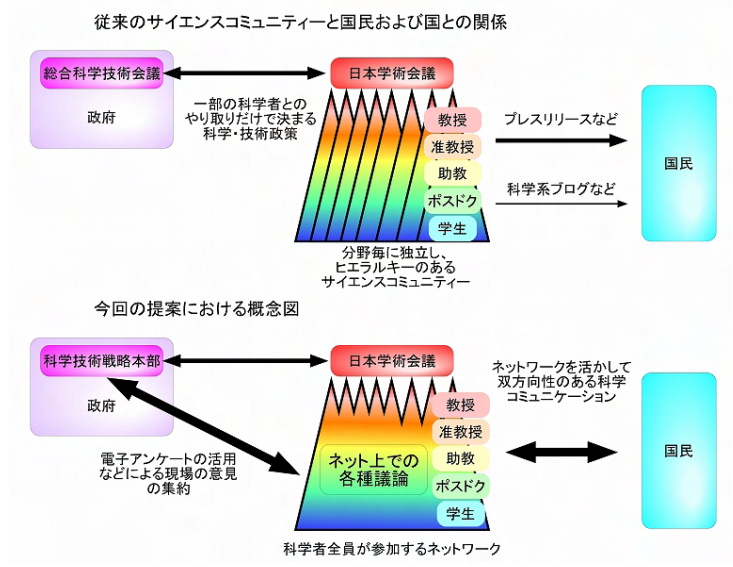 従来のサイエンスコミュニティーと国民および国との関係
総合科学技術会議
政府
一部の科学者との
やり取りだけで決まる
科学・技術政策
日本学術会議
教授
准教授
助教
ポスドク
学生
分野毎に独立し、
ヒエラルキーのある
サイエンスコミュニティー
プレスリリースなど
科学系ブログなど
国民
今回の提案における概念図
科学技術戦略本部
政府
電子アンケートの活用
などによる現場の意見
の集約
日本学術会議
教授
准教授
助教
ポスドク
学生
ネット上での
各種議論
科学者全員が参加するネットワーク
ネットワークを活かして
双方向性のある科学
コミュニケーション
国民